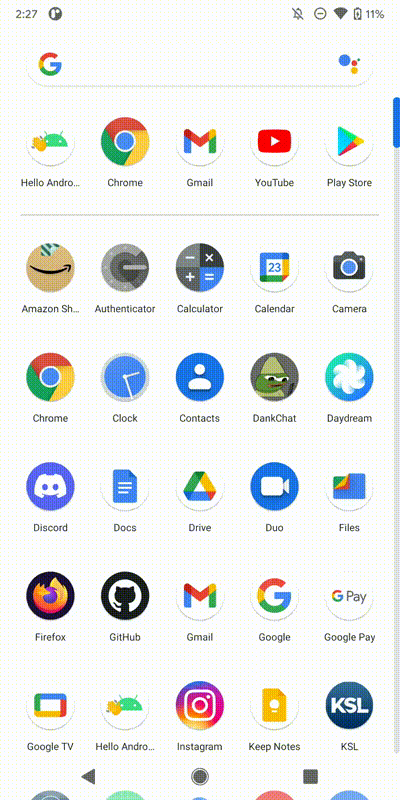 2:27 11%
Hello Andro... Chrome Gmail YouTube Play Store
Amazon Sh... Authenticator Calculator Calendar Camera
23
Chrome Clock Contacts DankChat Daydream
Discord Docs Drive Duo Files
G Pay
Firefox GitHub Gmail Google Google Pay
KSL
Google TV Hello Andro... Instagram Keep Notes KSL